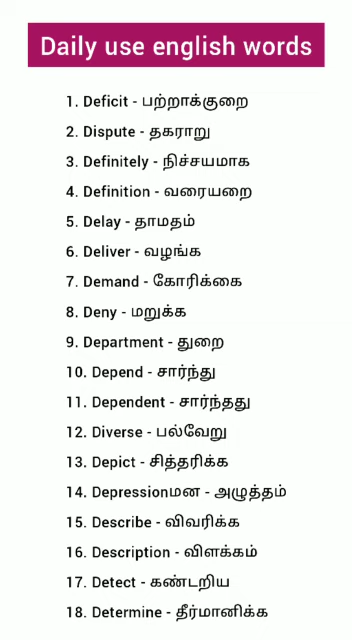 Daily use english words
1. Deficit - பற்றாக்குறை
2. Dispute - தகராறு
3. Definitely - நிச்சயமாக
4. Definition - வரையறை
5. Delay - தாமதம்
6. Deliver - வழங்க
7. Demand - கோரிக்கை
8. Deny - மறுக்க
9. Department - துறை
10. Depend - சார்ந்து
11. Dependent - சார்ந்தது
12. Diverse - பல்வேறு
13. Depict - சித்தரிக்க
14. Depressionமன - அழுத்தம்
15. Describe - விவரிக்க
16. Description - விளக்கம்
17. Detect - கண்டறிய
18. Determine - தீர்மானிக்க